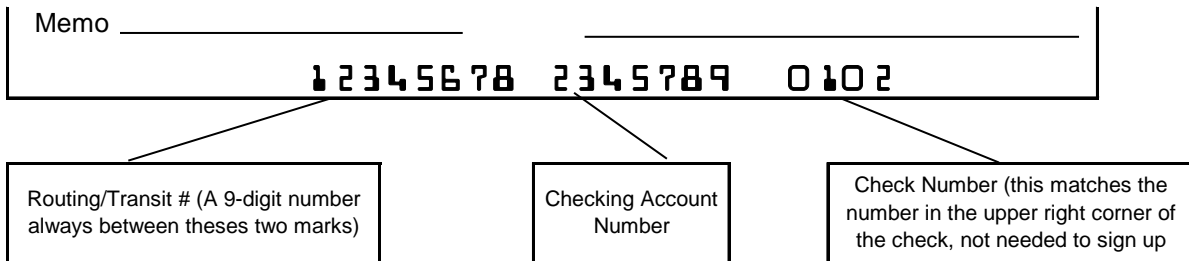 Memo
12345678 2345789 0102
Routing/Transit # (A 9-digit number
always between theses two marks)
Checking Account
Number
Check Number (this matches the
number in the upper right corner of
the check, not needed to sign up